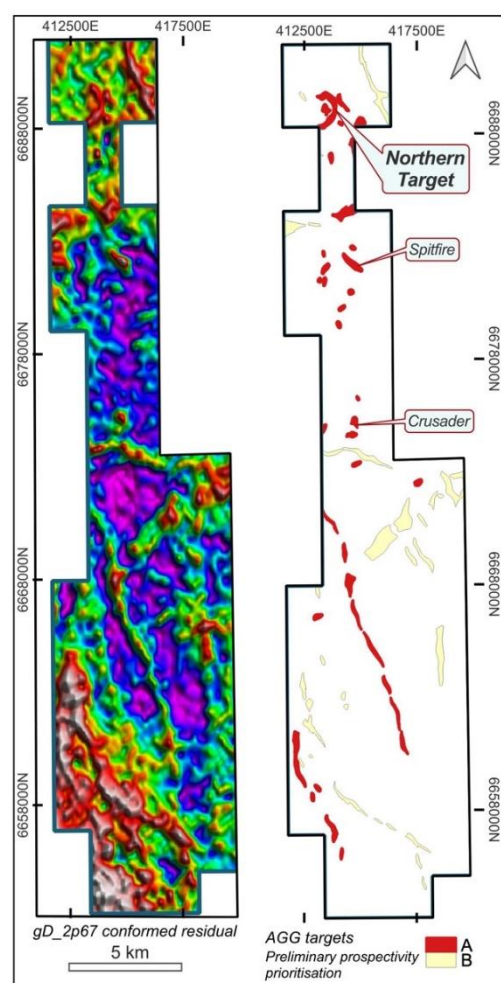 412500E 417500E
412500E 417500E
6688000N
6678000N
6668000N
6658000N
6688000N
6678000N
6668000N
6658000N
Northern
Target
Spitfire
Crusader
gD_2p67 conformed residual
5 km
AGG targets
Preliminary prospectivity
prioritisation
A
B